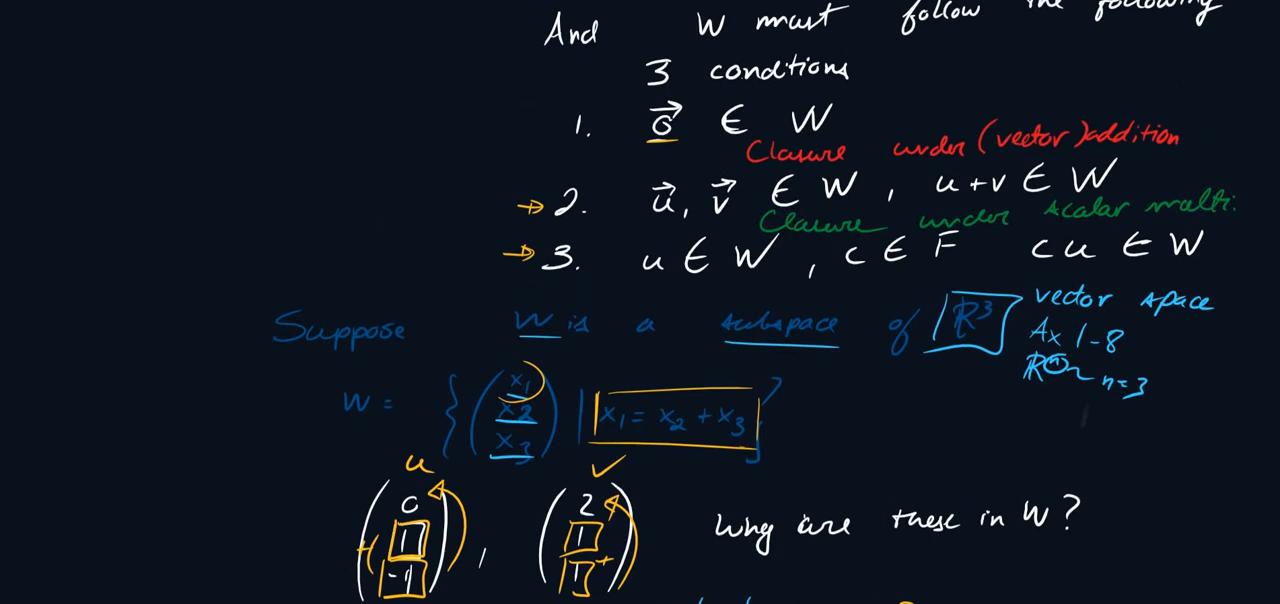 And W must follow the following
3 conditions
1. 0⃗ ∈ W
Closure under (vector) addition
→ 2. u⃗, v⃗ ∈ W, u+v ∈ W
Closure under scalar multi.
→ 3. u ∈ W, c ∈ F cu ∈ W
Suppose W is a subspace of ℝ³
vector space
Ax 1-8
ℝⁿ n=3
W = { (x₁ x₂ x₃) | x₁ = x₂ + x₃ }
u v
(0 1 -1), (2 1 1) Why are these in W?